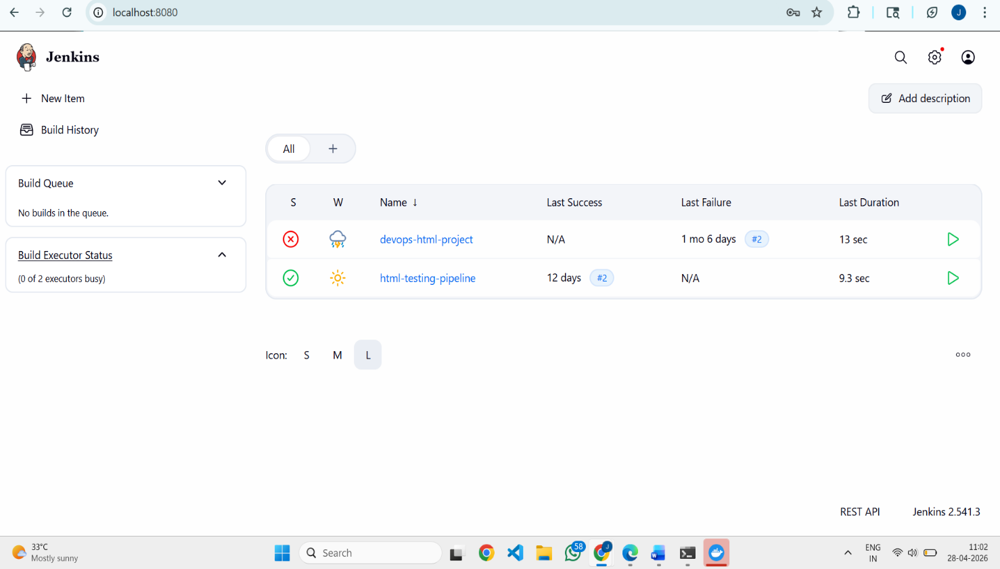 localhost:8080
J
Jenkins
New Item
Add description
Build History
All
Build Queue
No builds in the queue.
Build Executor Status
(0 of 2 executors busy)
S W Name ↓ Last Success Last Failure Last Duration
devops-html-project N/A 1 mo 6 days #2 13 sec
html-testing-pipeline 12 days #2 N/A 9.3 sec
Icon: S M L
REST API Jenkins 2.541.3
33°C
Mostly sunny
Search
58
J
ENG
IN
11:02
28-04-2026